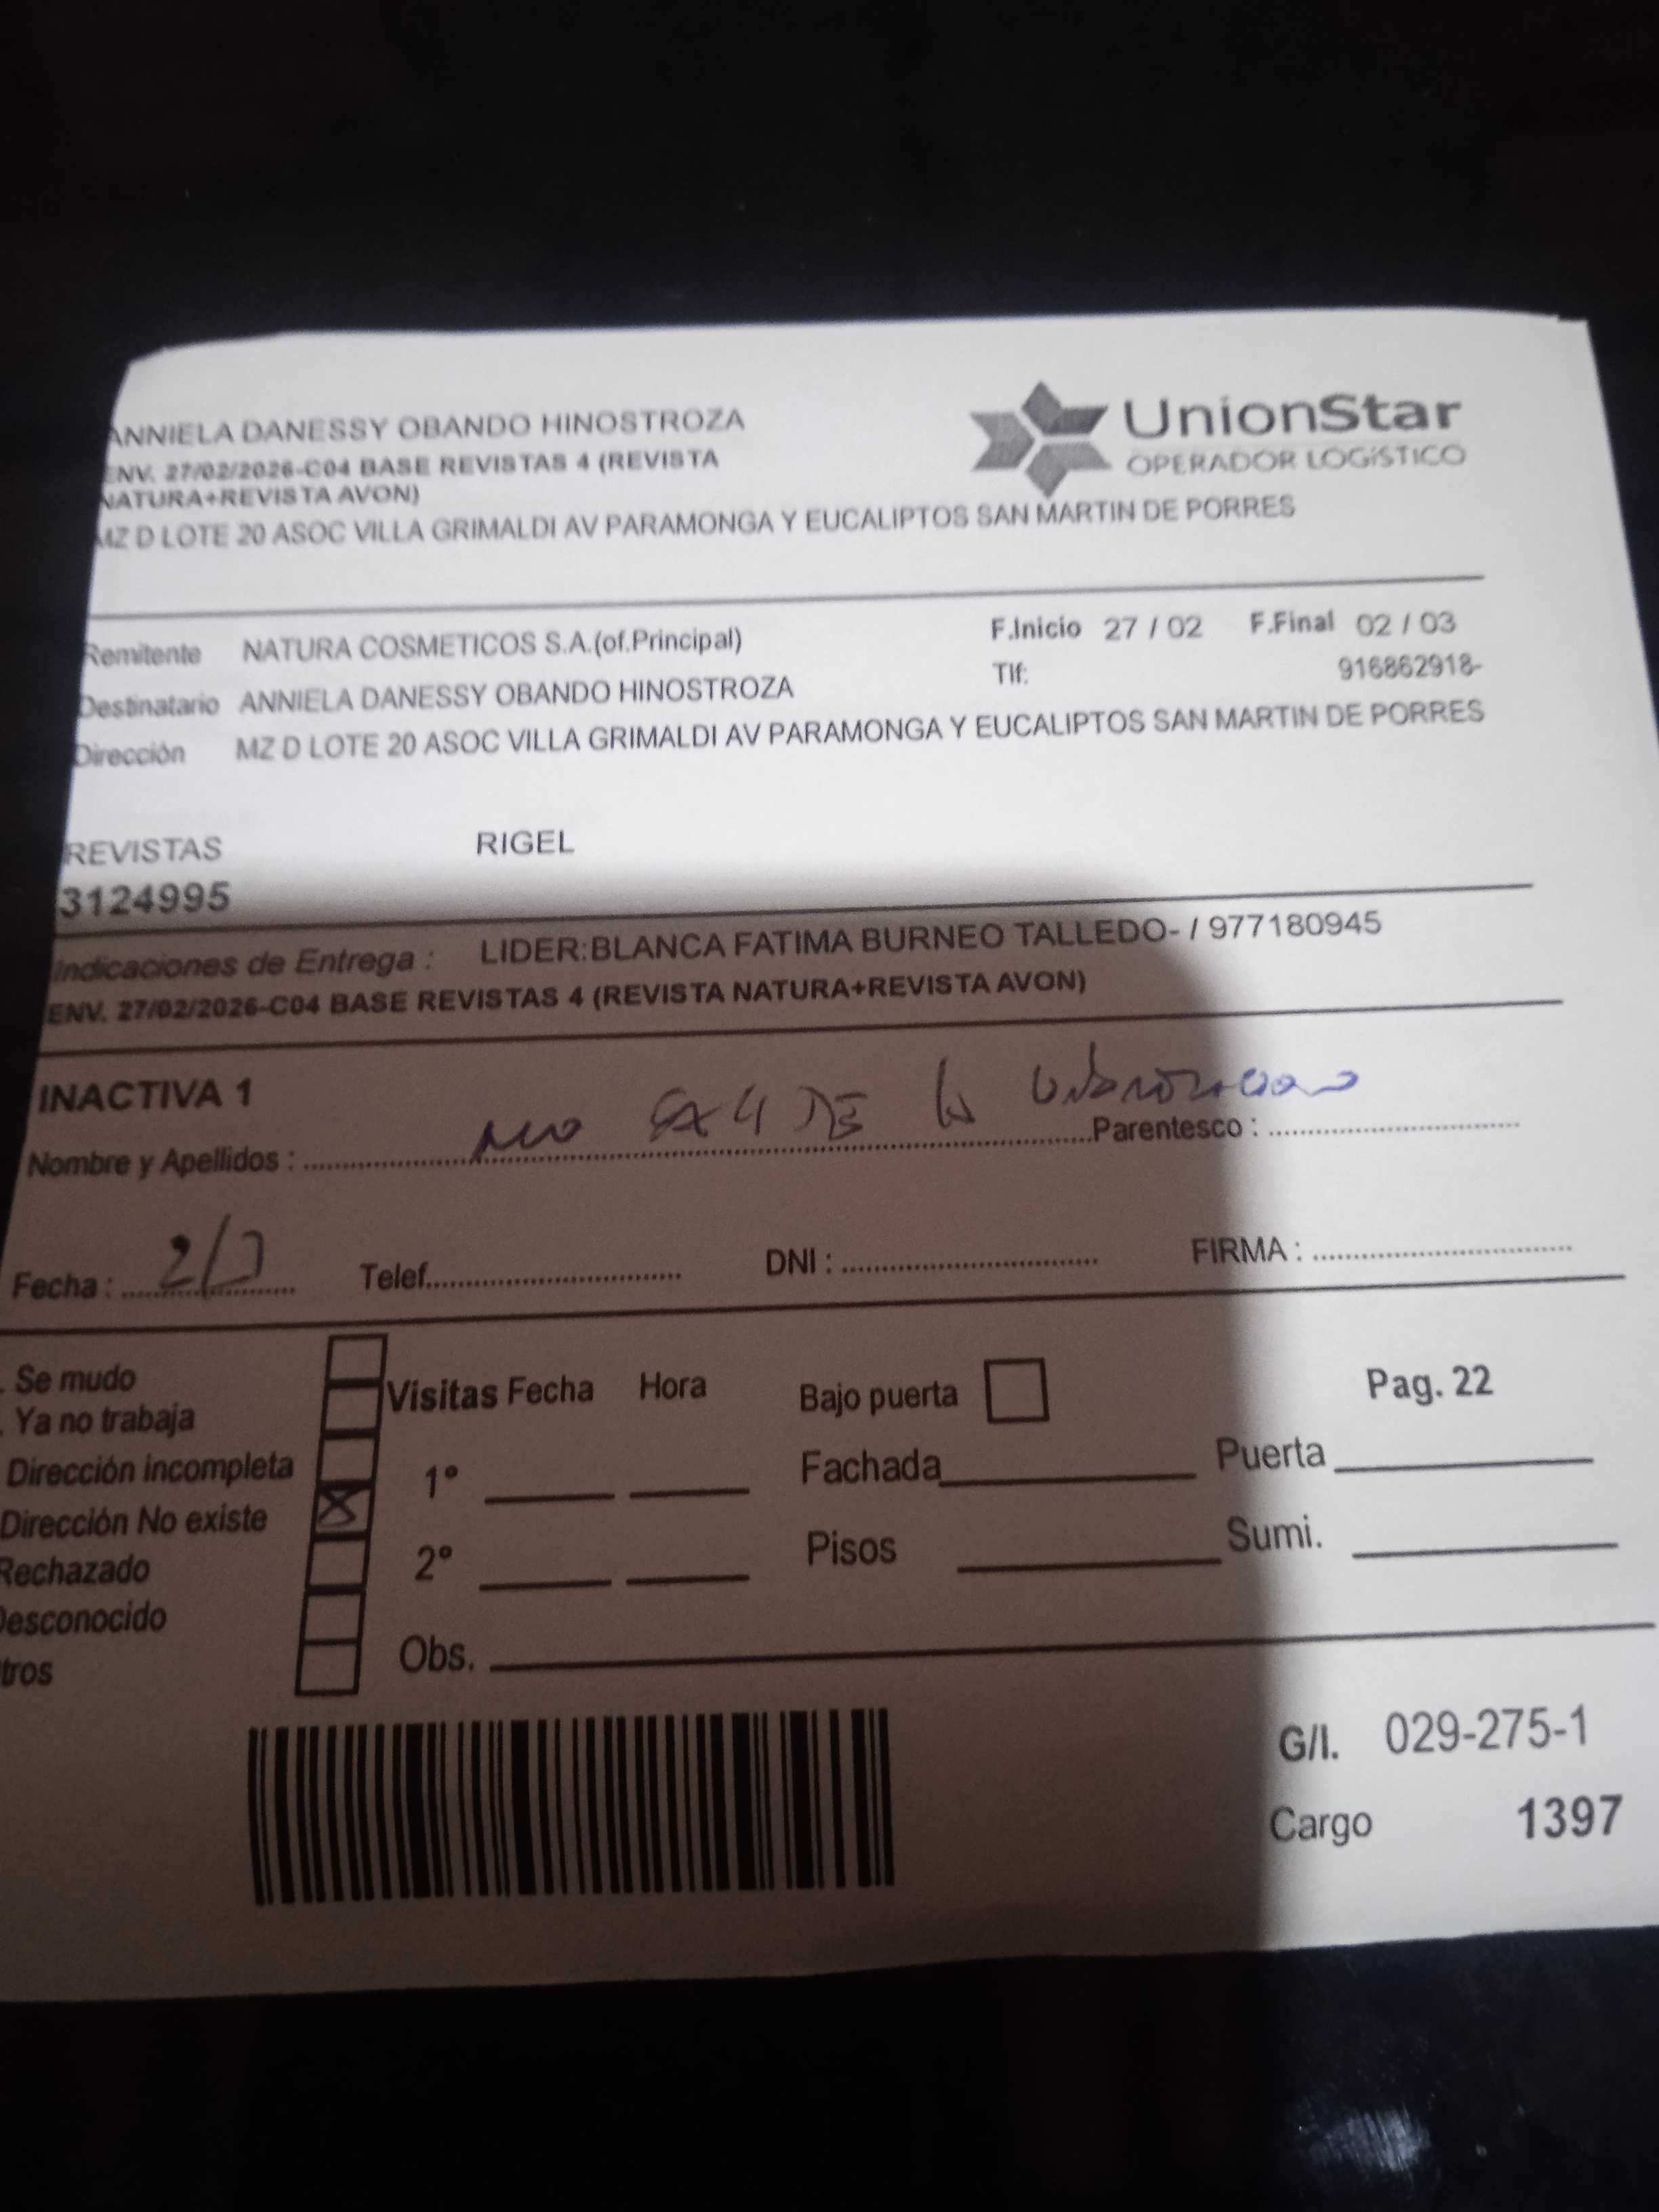 ANNIELA DANESSY OBANDO HINOSTROZA
UnionStar
OPERADOR LOGíSTICO
ENV. 27/02/2026-C04 BASE REVISTAS 4 (REVISTA
NATURA+REVISTA AVON)
MZ D LOTE 20 ASOC VILLA GRIMALDI AV PARAMONGA Y EUCALIPTOS SAN MARTIN DE PORRES
Remitente NATURA COSMETICOS S.A.(of.Principal) F.Inicio 27 / 02 F.Final 02 / 03
Destinatario ANNIELA DANESSY OBANDO HINOSTROZA Tlf: 916862918-
Dirección MZ D LOTE 20 ASOC VILLA GRIMALDI AV PARAMONGA Y EUCALIPTOS SAN MARTIN DE PORRES
REVISTAS RIGEL
3124995
Indicaciones de Entrega : LIDER:BLANCA FATIMA BURNEO TALLEDO- / 977180945
ENV. 27/02/2026-C04 BASE REVISTAS 4 (REVISTA NATURA+REVISTA AVON)
INACTIVA 1
Nombre y Apellidos : DE Parentesco :
Fecha : Telef. DNI : FIRMA :
Se mudo
Ya no trabaja
Visitas Fecha Hora Bajo puerta Pag. 22
Dirección incompleta 1° Fachada Puerta
Dirección No existe
Rechazado 2° Pisos Sumi.
Desconocido
tros Obs.
G/I. 029-275-1
Cargo 1397